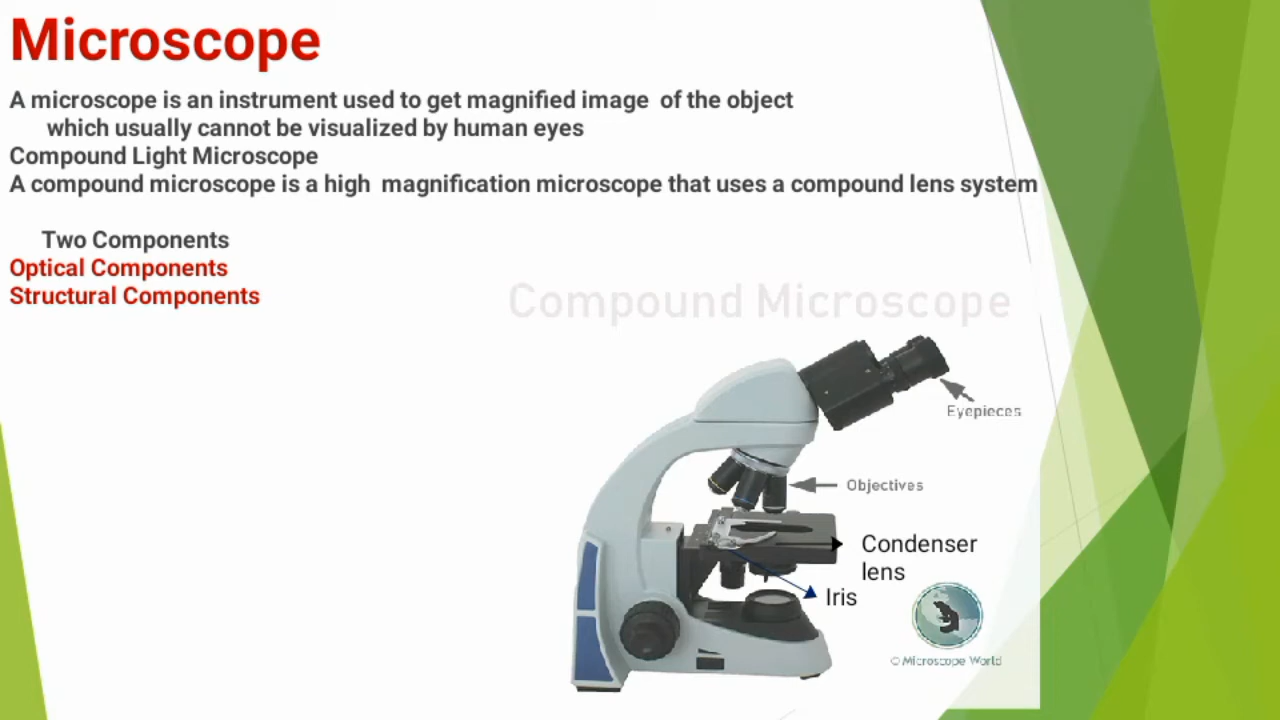 Microscope
A microscope is an instrument used to get magnified image of the object
which usually cannot be visualized by human eyes
Compound Light Microscope
A compound microscope is a high magnification microscope that uses a compound lens system
Two Components
Optical Components
Structural Components
Compound Microscope
Eyepieces
Objectives
Condenser
lens
Iris
© Microscope World